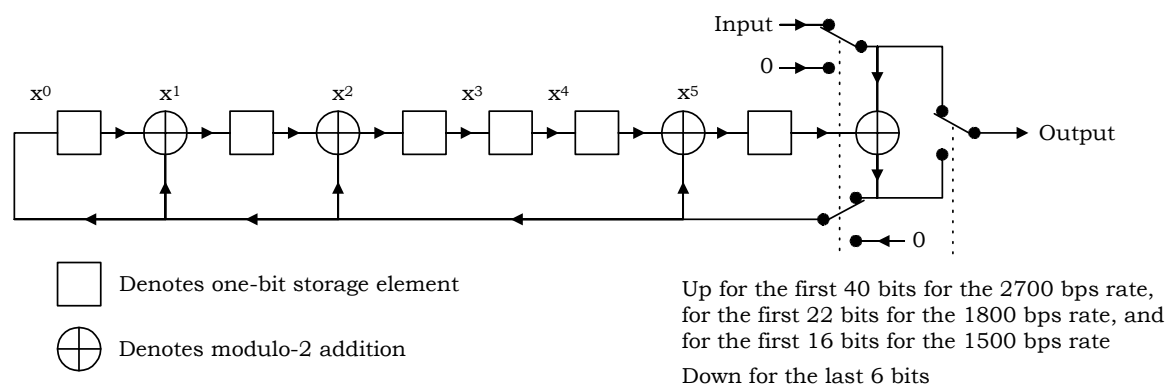 Input
0
x⁰ x¹ x² x³ x⁴ x⁵
Output
0
Denotes one-bit storage element
Denotes modulo-2 addition
Up for the first 40 bits for the 2700 bps rate,
for the first 22 bits for the 1800 bps rate, and
for the first 16 bits for the 1500 bps rate
Down for the last 6 bits